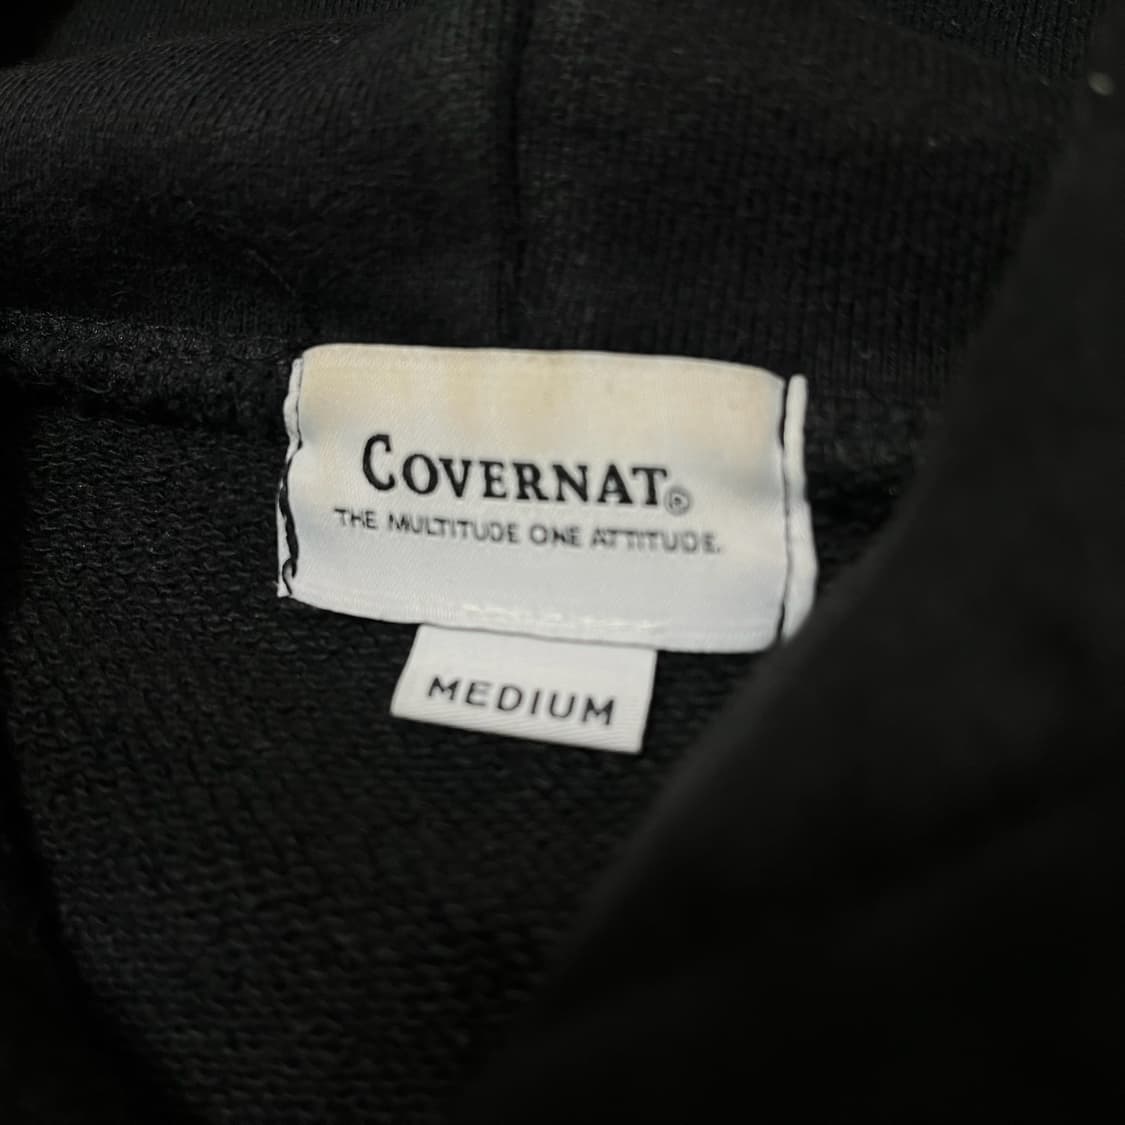 COVERNAT®
THE MULTITUDE ONE ATTITUDE.
MEDIUM